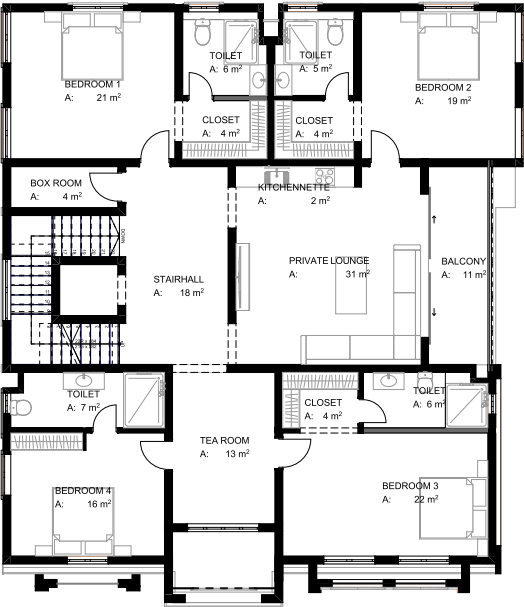 BEDROOM 1
A: 21 m²
TOILET
A: 6 m²
TOILET
A: 5 m²
BEDROOM 2
A: 19 m²
CLOSET
A: 4 m²
CLOSET
A: 4 m²
BOX ROOM
A: 4 m²
KITCHENNETTE
A: 2 m²
DOWN
STAIRHALL
A: 18 m²
PRIVATE LOUNGE
A: 31 m²
BALCONY
A: 11 m²
TOILET
A: 7 m²
CLOSET
A: 4 m²
TOILET
A: 6 m²
TEA ROOM
A: 13 m²
BEDROOM 4
A: 16 m²
BEDROOM 3
A: 22 m²